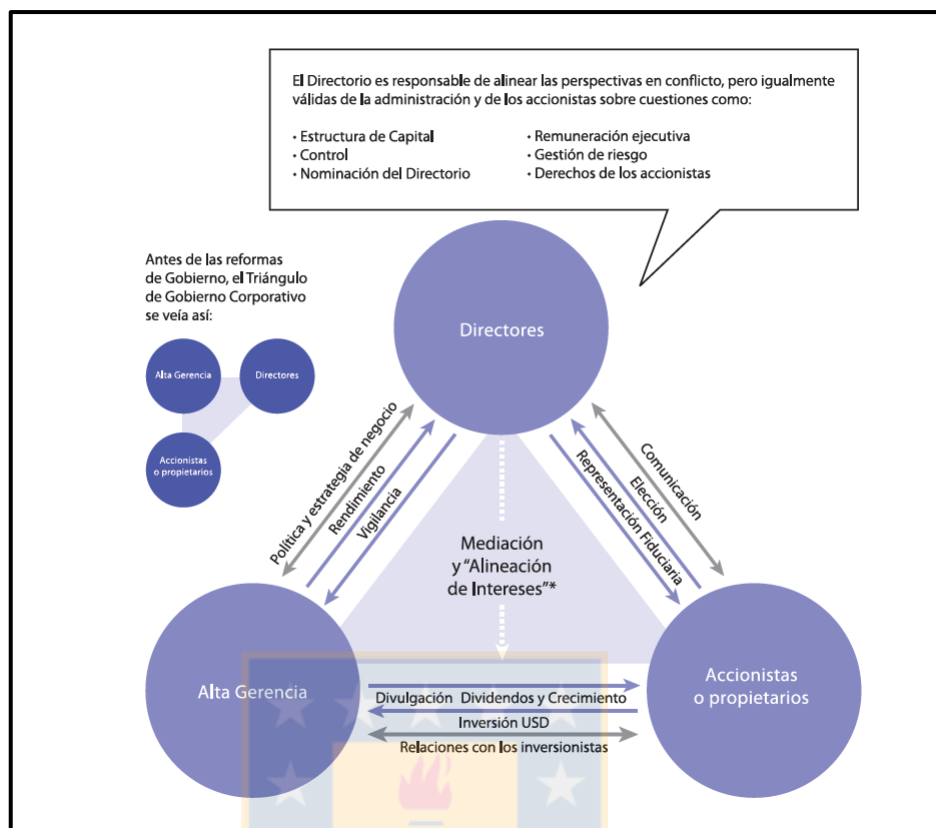 El Directorio es responsable de alinear las perspectivas en conflicto, pero igualmente
válidas de la administración y de los accionistas sobre cuestiones como:
• Estructura de Capital
• Control
• Nominación del Directorio
• Remuneración ejecutiva
• Gestión de riesgo
• Derechos de los accionistas
Antes de las reformas
de Gobierno, el Triángulo
de Gobierno Corporativo
se veía así:
Alta Gerencia
Directores
Accionistas
o propietarios
Directores
Política y estrategia de negocio
Rendimiento
Vigilancia
Comunicación
Elección
Representación Fiduciaria
Mediación
y "Alineación
de Intereses"*
Alta Gerencia
Accionistas
o propietarios
Divulgación Dividendos y Crecimiento
Inversión USD
Relaciones con los inversionistas